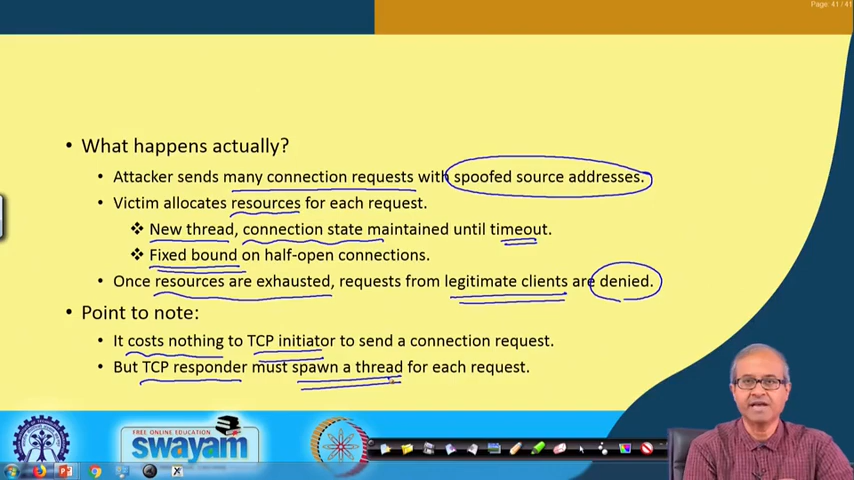 Page: 41 / 41
• What happens actually?
• Attacker sends many connection requests with spoofed source addresses.
• Victim allocates resources for each request.
❖ New thread, connection state maintained until timeout.
❖ Fixed bound on half-open connections.
• Once resources are exhausted, requests from legitimate clients are denied.
• Point to note:
• It costs nothing to TCP initiator to send a connection request.
• But TCP responder must spawn a thread for each request.
FREE ONLINE EDUCATION
swayam